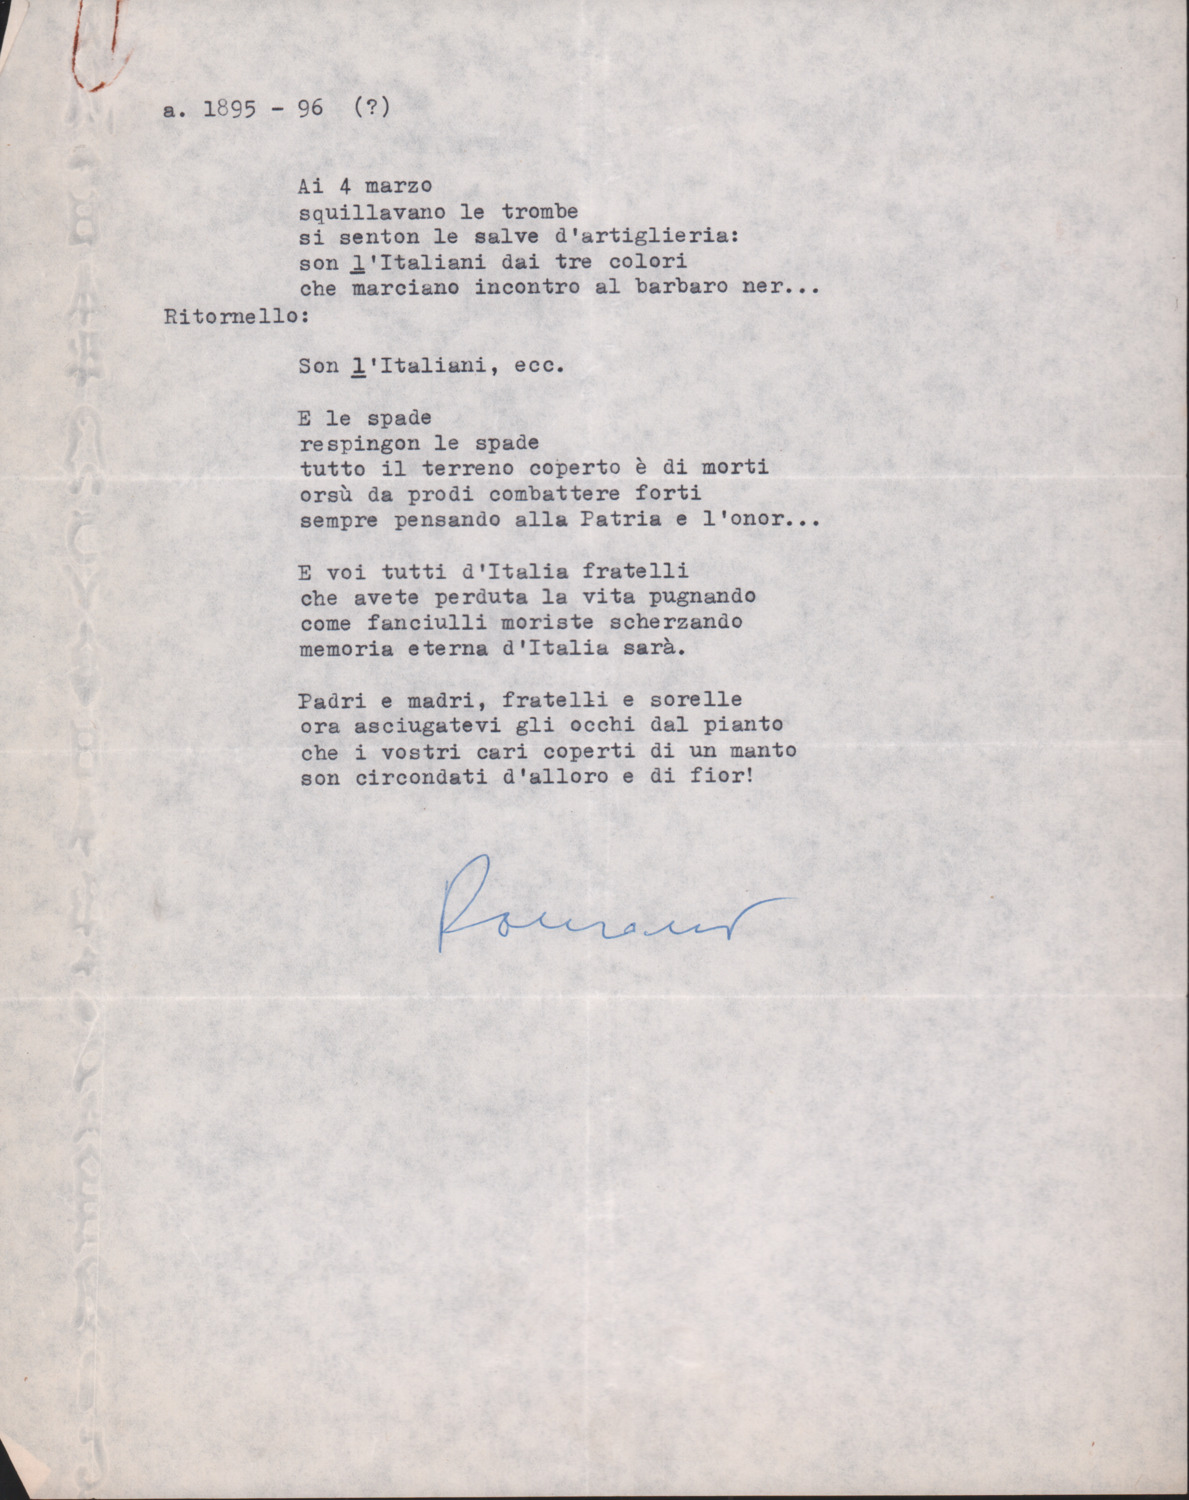 a. 1895 - 96 (?)
Ai 4 marzo
squillavano le trombe
si senton le salve d'artiglieria:
son l'Italiani dai tre colori
che marciano incontro al barbaro ner...
Ritornello:
Son l'Italiani, ecc.
E le spade
respingon le spade
tutto il terreno coperto è di morti
orsù da prodi combattere forti
sempre pensando alla Patria e l'onor...
E voi tutti d'Italia fratelli
che avete perduta la vita pugnando
come fanciulli moriste scherzando
memoria eterna d'Italia sarà.
Padri e madri, fratelli e sorelle
ora asciugatevi gli occhi dal pianto
che i vostri cari coperti di un manto
son circondati d'alloro e di fior!